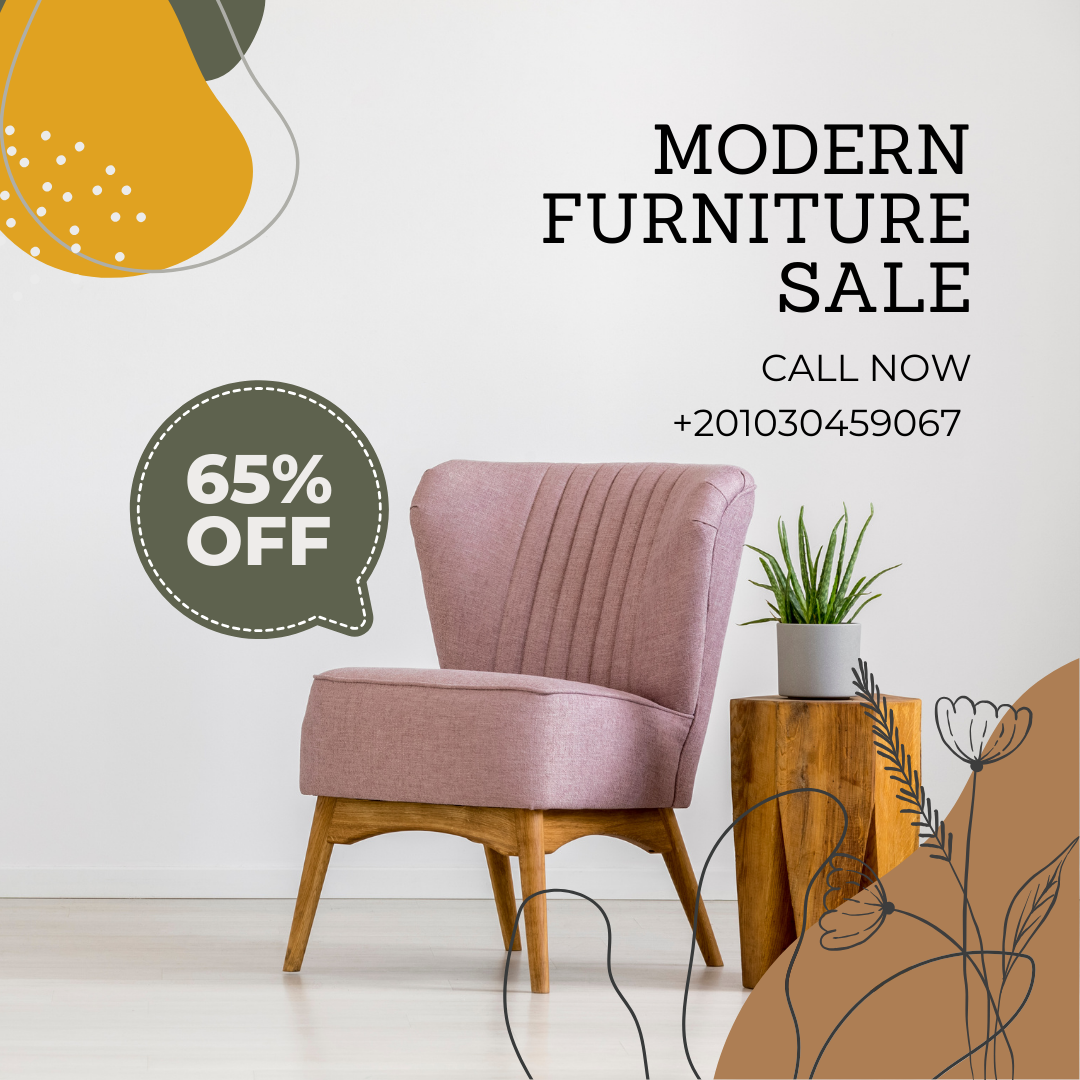 MODERN
FURNITURE
SALE
CALL NOW
+201030459067
65%
OFF